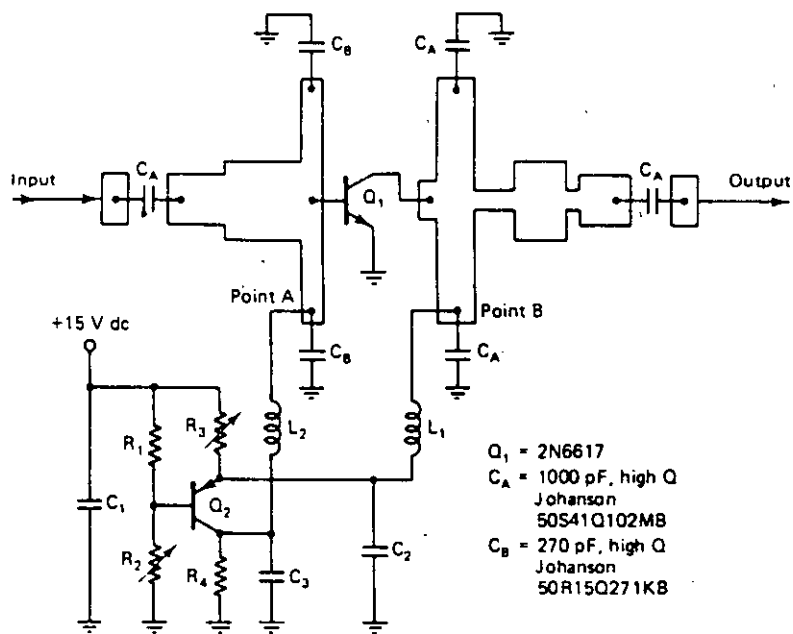 C_B
C_A
Input
C_A
Q_1
C_A
Output
Point A
Point B
+15 V dc
C_B
C_A
R_1
R_3
L_2
L_1
C_1
Q_2
R_2
R_4
C_3
C_2
Q_1 = 2N6617
C_A = 1000 pF, high Q
Johanson
50S41Q102MB
C_B = 270 pF, high Q
Johanson
50R15Q271KB